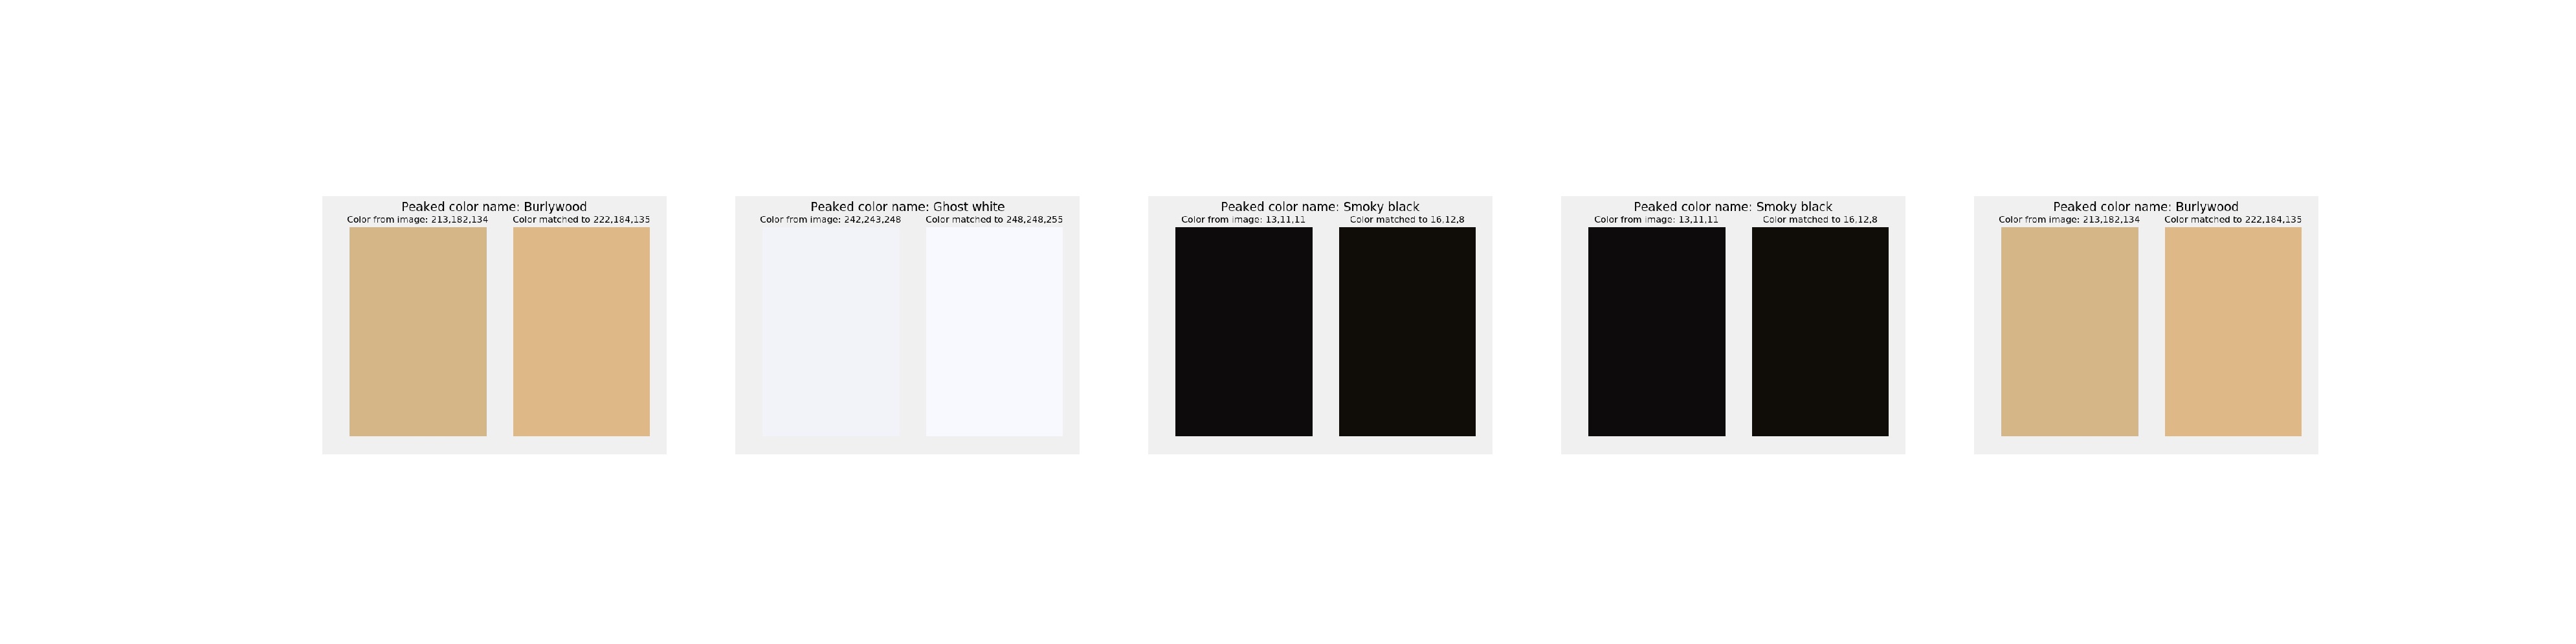 Peaked color name: Burlywood
Color from image: 213,182,134
Color matched to 222,184,135
Peaked color name: Ghost white
Color from image: 242,243,248
Color matched to 248,248,255
Peaked color name: Smoky black
Color from image: 13,11,11
Color matched to 16,12,8
Peaked color name: Smoky black
Color from image: 13,11,11
Color matched to 16,12,8
Peaked color name: Burlywood
Color from image: 213,182,134
Color matched to 222,184,135